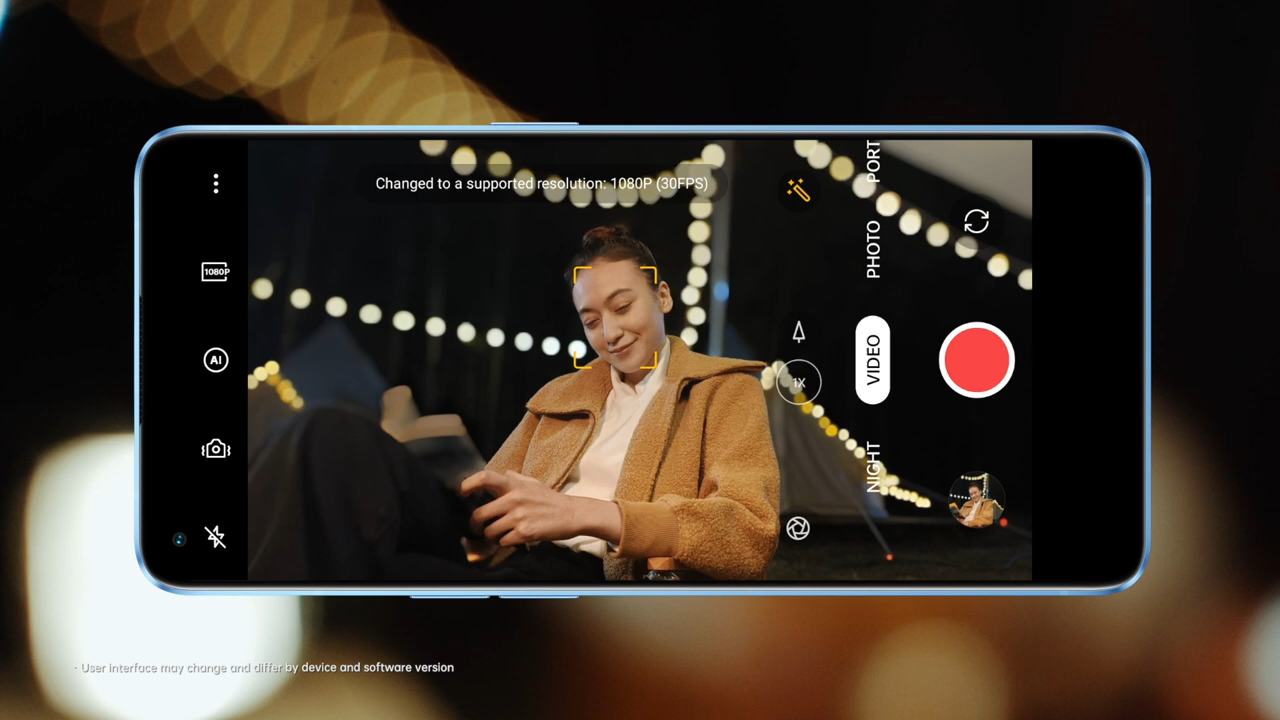 Changed to a supported resolution: 1080P (30FPS)
1080P
AI
1X
PORT
PHOTO
VIDEO
NIGHT
· User interface may change and differ by device and software version